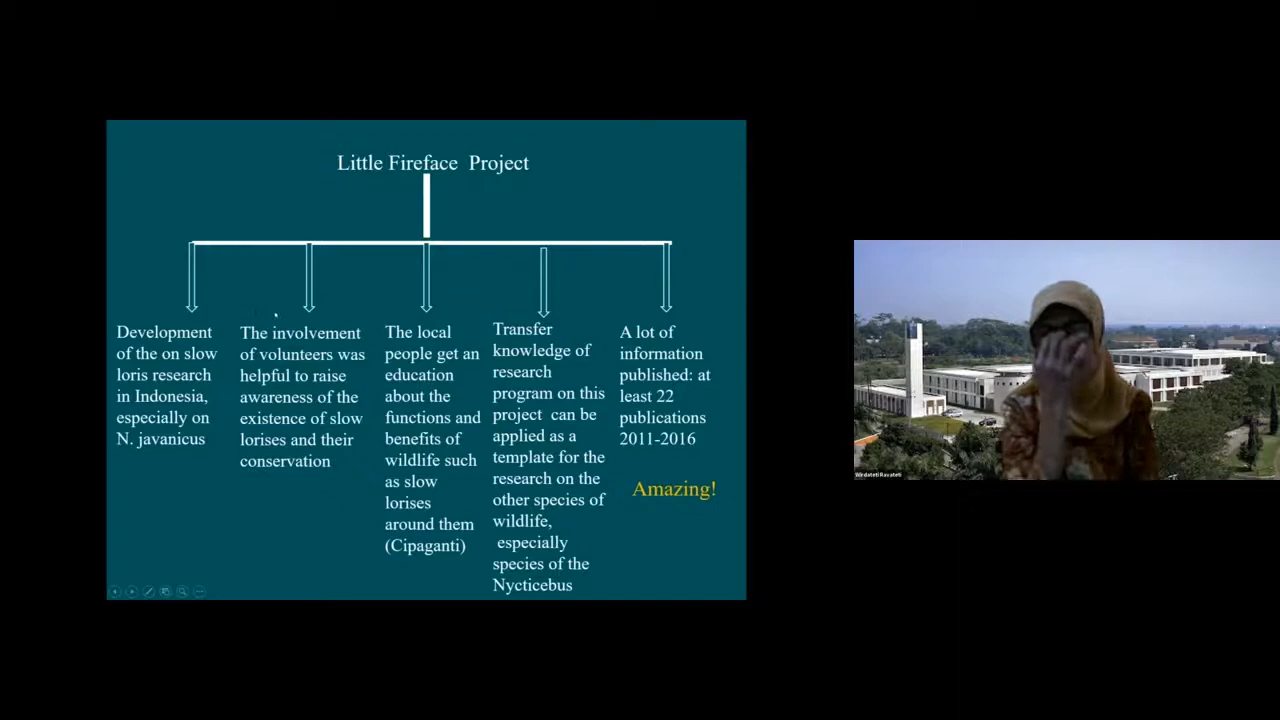 Little Fireface Project
Development
of the on slow
loris research
in Indonesia,
especially on
N. javanicus
The involvement
of volunteers was
helpful to raise
awareness of the
existence of slow
lorises and their
conservation
The local
people get an
education
about the
functions and
benefits of
wildlife such
as slow
lorises
around them
(Cipaganti)
Transfer
knowledge of
research
program on this
project can be
applied as a
template for the
research on the
other species of
wildlife,
especially
species of the
Nycticebus
A lot of
information
published: at
least 22
publications
2011-2016
Amazing!
Wirdateti Rayateti